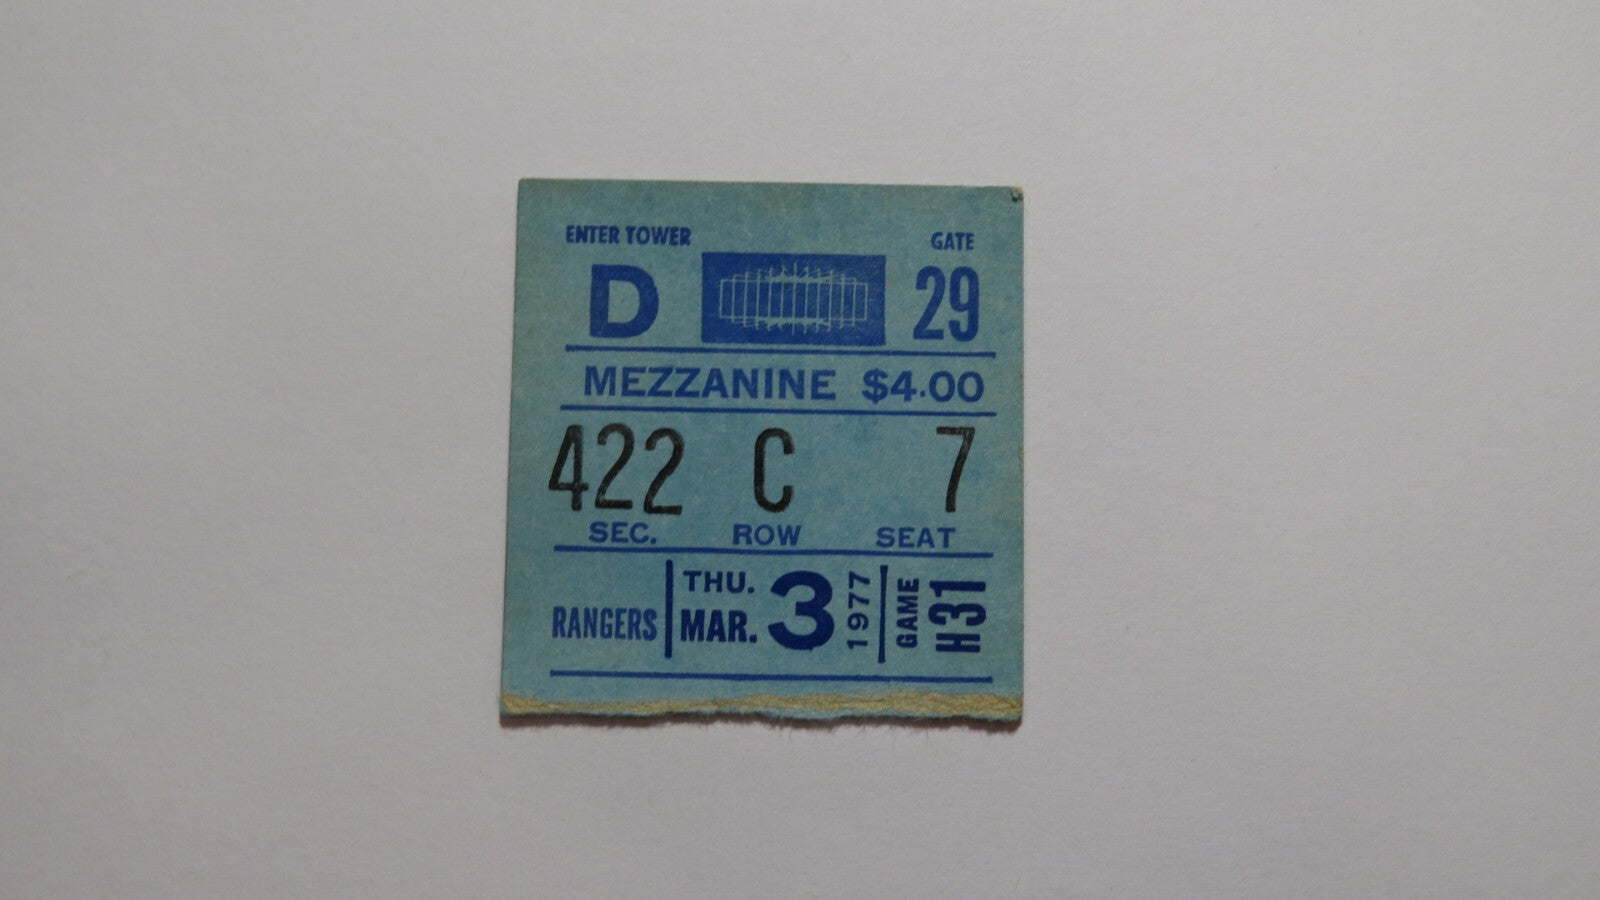 ENTER TOWER GATE
D 29
MEZZANINE $4.00
422 C 7
SEC. ROW SEAT
RANGERS THU. MAR. 3 1977 GAME H31